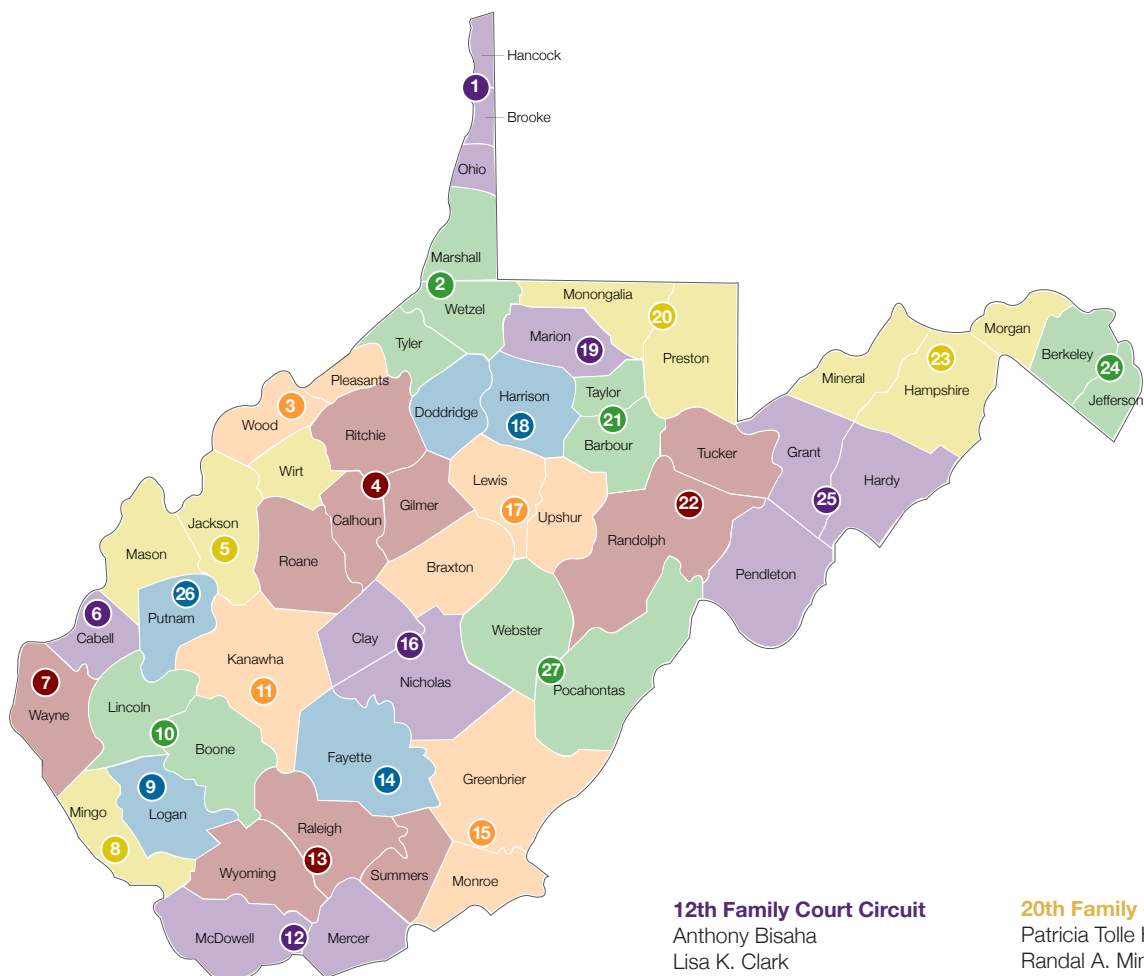 Hancock
1
Brooke
Ohio
Marshall
2
Wetzel
Monongalia
20
Marion
19
Tyler
Preston
Morgan
Berkeley
24
Jefferson
23
Hampshire
Mineral
Pleasants
3
Wood
Doddridge
Harrison
18
Taylor
21
Barbour
Ritchie
Tucker
Grant
Hardy
25
Wirt
4
Lewis
17
Upshur
22
Gilmer
Calhoun
Jackson
5
Mason
Roane
Randolph
Braxton
Pendleton
26
Putnam
6
Cabell
Clay
16
Webster
Kanawha
11
Nicholas
27
Pocahontas
7
Wayne
Lincoln
10
Boone
Fayette
14
Greenbrier
9
Logan
Mingo
8
Raleigh
13
15
Wyoming
Summers
Monroe
McDowell
12
Mercer
12th Family Court Circuit
Anthony Bisaha
Lisa K. Clark
20th Family
Patricia Tolle
Randal A.